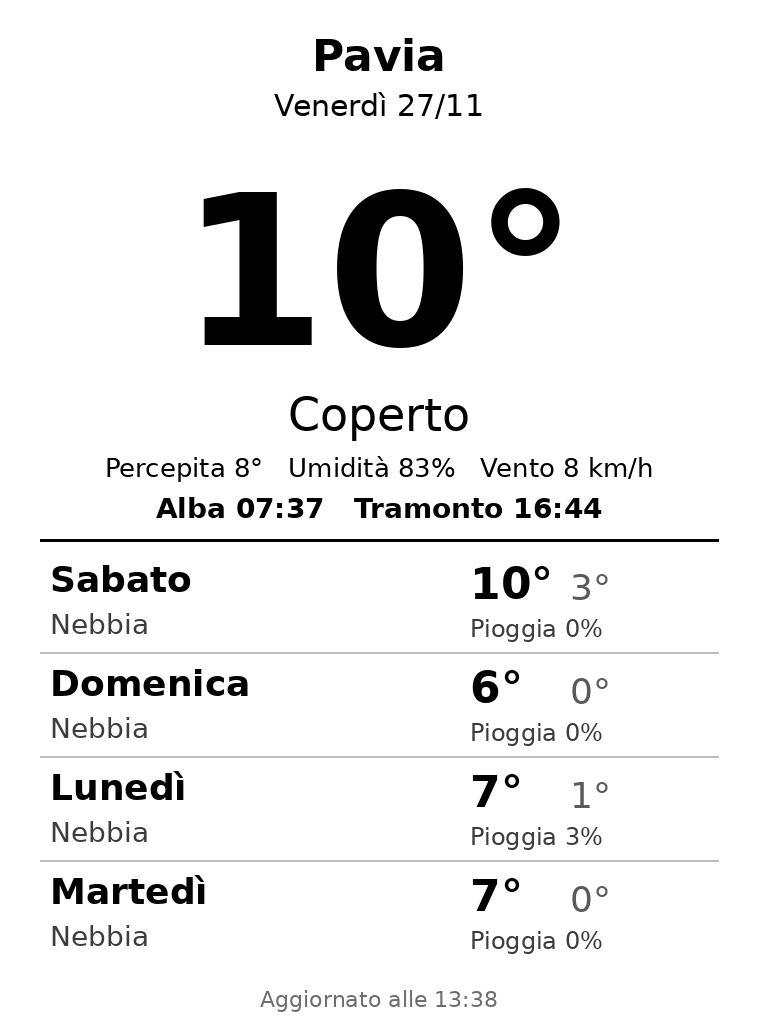 Pavia
Venerdì 27/11
10°
Coperto
Percepita 8° Umidità 83% Vento 8 km/h
Alba 07:37 Tramonto 16:44
Sabato 10° 3°
Nebbia Pioggia 0%
Domenica 6° 0°
Nebbia Pioggia 0%
Lunedì 7° 1°
Nebbia Pioggia 3%
Martedì 7° 0°
Nebbia Pioggia 0%
Aggiornato alle 13:38